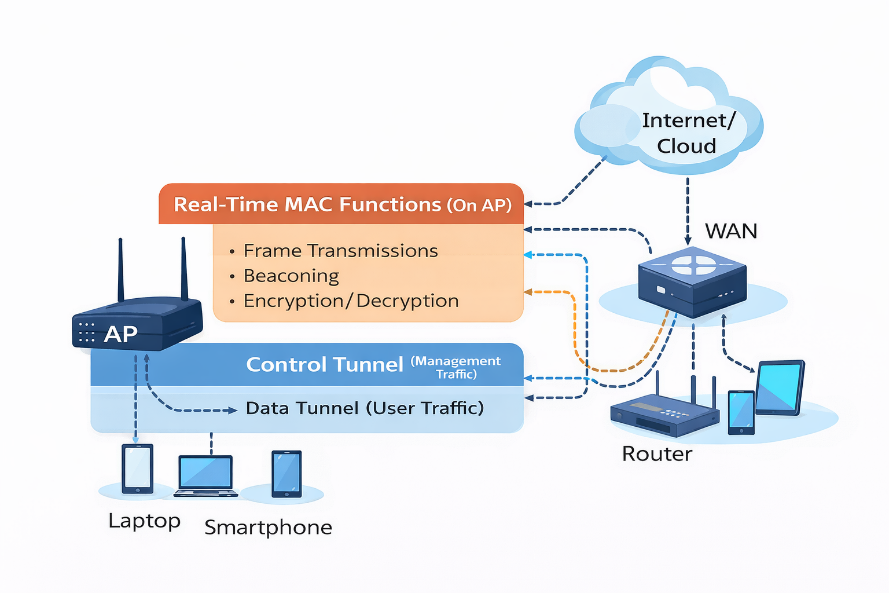 Internet/
Cloud
Real-Time MAC Functions (On AP)
WAN
• Frame Transmissions
• Beaconing
• Encryption/Decryption
AP
Control Tunnel (Management
Traffic)
Data Tunnel (User Traffic)
Router
Laptop
Smartphone